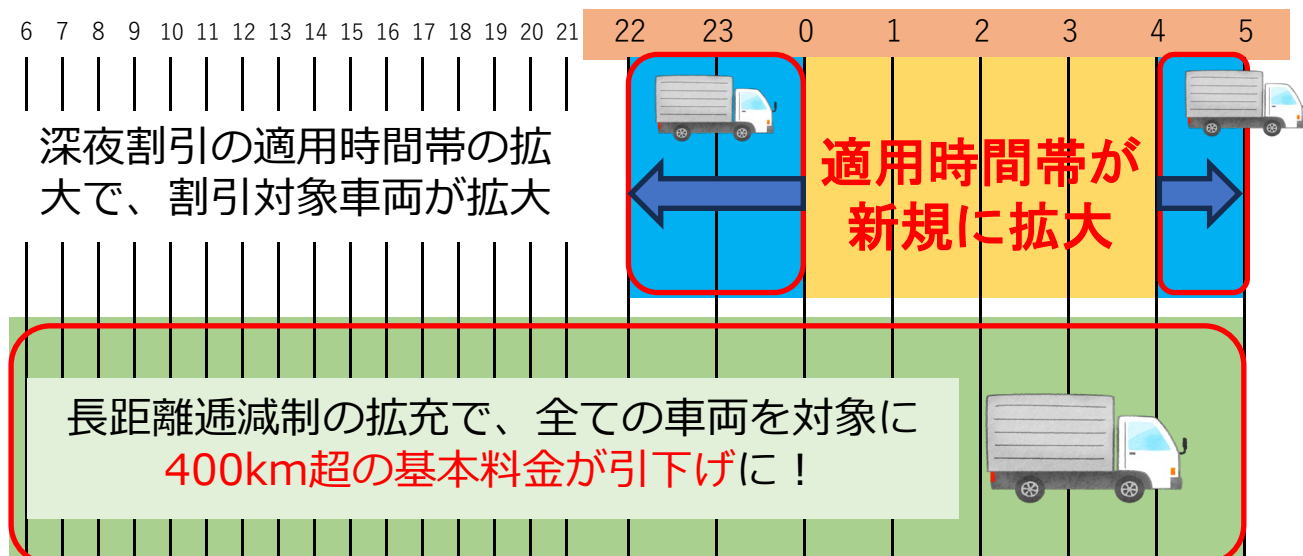 6 7 8 9 10 11 12 13 14 15 16 17 18 19 20 21 22 23 0 1 2 3 4 5
深夜割引の適用時間帯の拡
大で、割引対象車両が拡大
適用時間帯が
新規に拡大
長距離逓減制の拡充で、全ての車両を対象に
400km超の基本料金が引下げに！